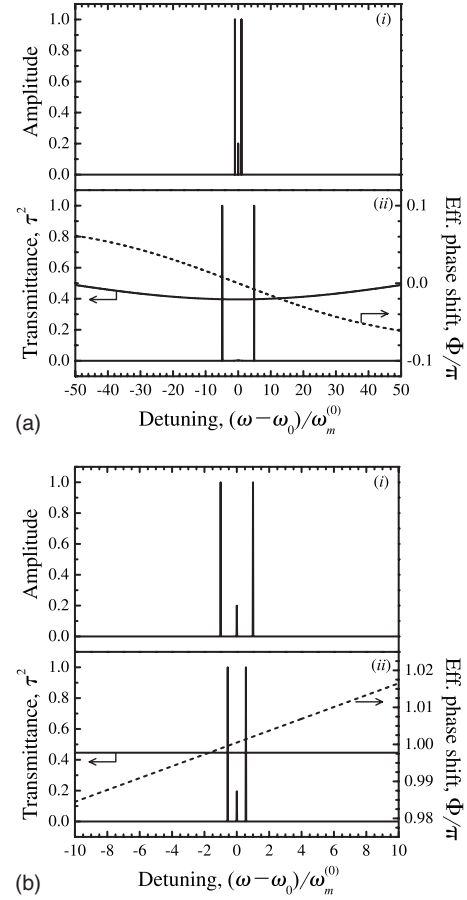 (i)
1.0
0.8
0.6
0.4
0.2
0.0
Amplitude
(ii)
1.0
0.8
0.6
0.4
0.2
0.0
Transmittance, τ²
0.1
0.0
-0.1
Eff. phase shift, Φ/π
-50 -40 -30 -20 -10 0 10 20 30 40 50
(a)
Detuning, (ω−ω₀)/ωₘ⁽⁰⁾
(i)
1.0
0.8
0.6
0.4
0.2
0.0
Amplitude
(ii)
1.0
0.8
0.6
0.4
0.2
0.0
Transmittance, τ²
1.02
1.01
1.00
0.99
0.98
Eff. phase shift, Φ/π
-10 -8 -6 -4 -2 0 2 4 6 8 10
(b)
Detuning, (ω−ω₀)/ωₘ⁽⁰⁾